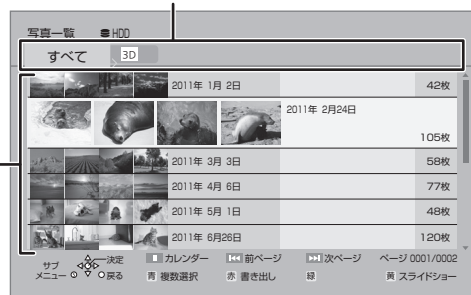 写真一覧 HDD
すべて 3D
2011年 1月 2日 42枚
2011年 2月24日
105枚
2011年 3月 3日 58枚
2011年 4月 6日 77枚
2011年 5月 1日 48枚
2011年 6月26日 120枚
サブメニュー 決定 戻る
カレンダー 前ページ 次ページ ページ 0001/0002
青 複数選択 赤 書き出し 緑 黄 スライドショー